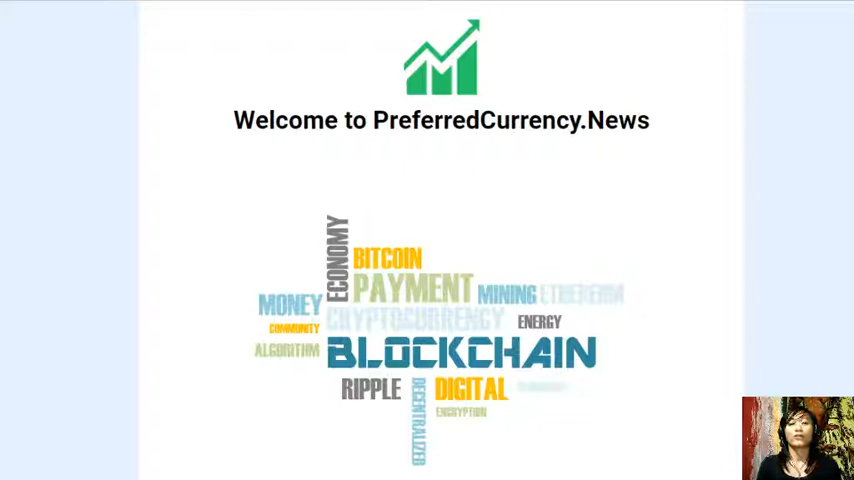 Welcome to PreferredCurrency.News
ECONOMY
BITCOIN
PAYMENT
MONEY
MINING
ETHEREUM
COMMUNITY
CRYPTOCURRENCY
ENERGY
ALGORITHM
BLOCKCHAIN
RIPPLE
DECENTRALIZED
DIGITAL
ENCRYPTION